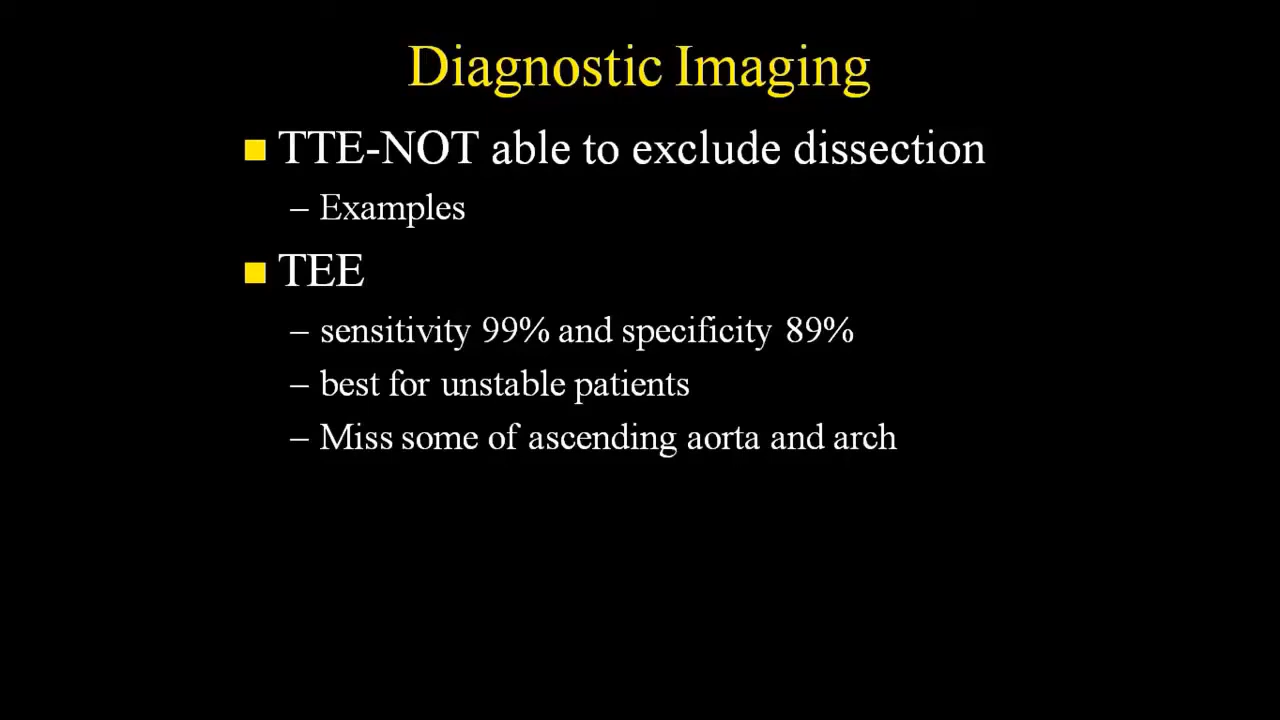 Diagnostic Imaging
TTE-NOT able to exclude dissection
– Examples
TEE
– sensitivity 99% and specificity 89%
– best for unstable patients
– Miss some of ascending aorta and arch